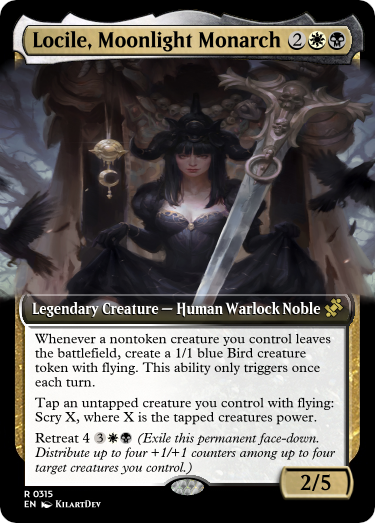 Locile, Moonlight Monarch 2
Legendary Creature — Human Warlock Noble
Whenever a nontoken creature you control leaves
the battlefield, create a 1/1 blue Bird creature
token with flying. This ability only triggers once
each turn.
Tap an untapped creature you control with flying:
Scry X, where X is the tapped creatures power.
Retreat 4 3 (Exile this permanent face-down.
Distribute up to four +1/+1 counters among up to four
target creatures you control.)
2/5
R 0315
EN KilartDev